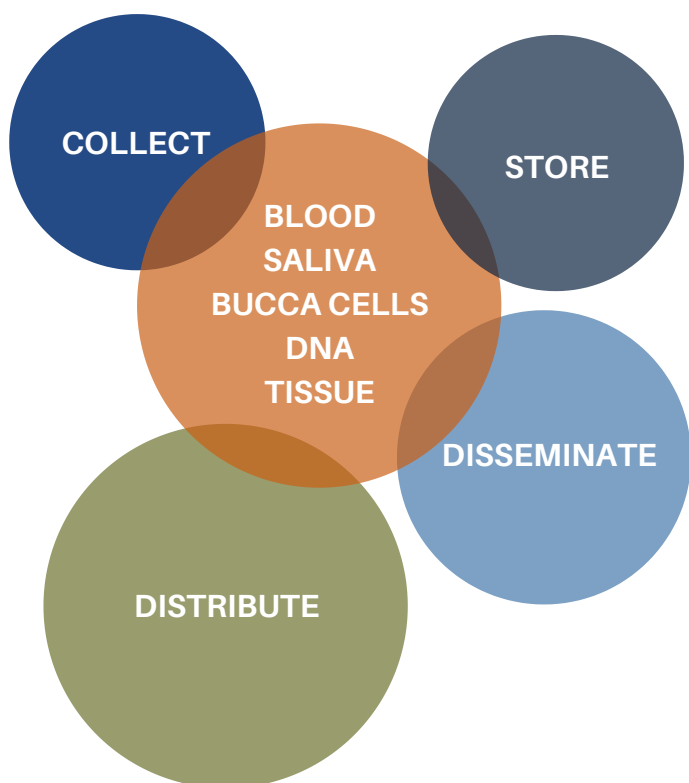 COLLECT
STORE
BLOOD
SALIVA
BUCCA CELLS
DNA
TISSUE
DISSEMINATE
DISTRIBUTE